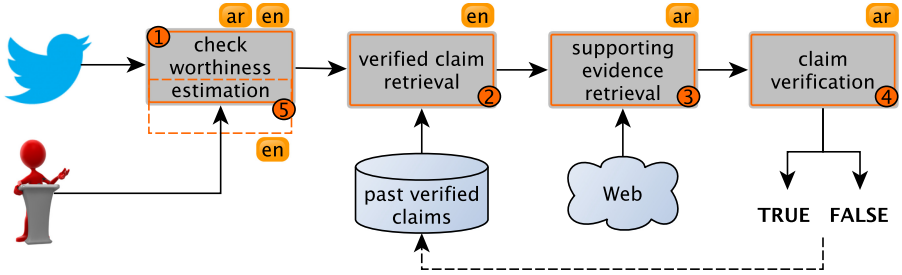 ar en
en
ar
ar
1
check
worthiness
estimation
5
en
verified claim
retrieval
2
supporting
evidence
retrieval
3
claim
verification
4
past verified
claims
Web
TRUE FALSE